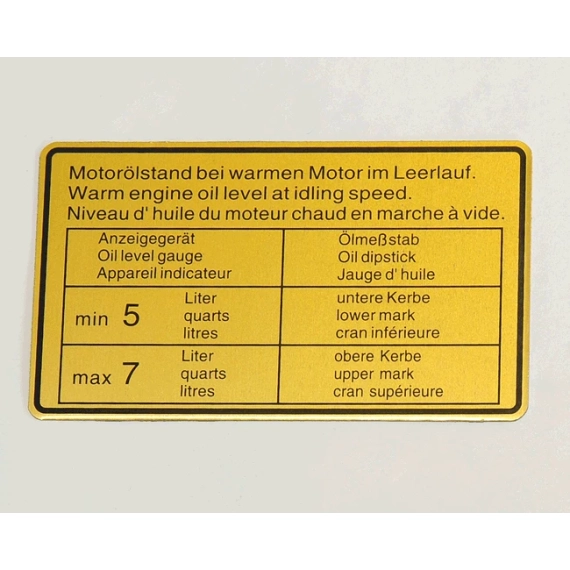 Motorölstand bei warmen Motor im Leerlauf.
Warm engine oil level at idling speed.
Niveau d' huile du moteur chaud en marche à vide.
Anzeigegerät
Oil level gauge
Appareil indicateur
Ölmeßstab
Oil dipstick
Jauge d' huile
min 5
Liter
quarts
litres
untere Kerbe
lower mark
cran inférieure
max 7
Liter
quarts
litres
obere Kerbe
upper mark
cran supérieure